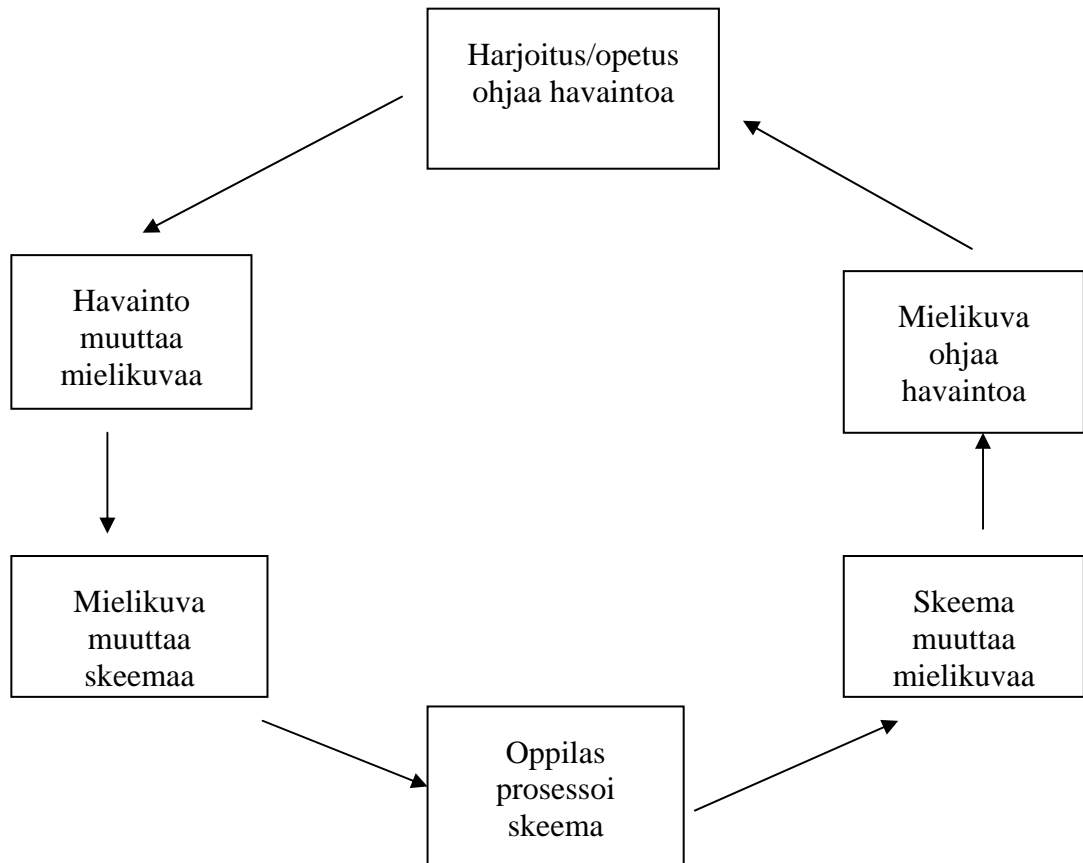 Harjoitus/opetus
ohjaa havaintoa
Havainto
muuttaa
mielikuvaa
Mielikuva
ohjaa
havaintoa
Mielikuva
muuttaa
skeemaa
Skeema
muuttaa
mielikuvaa
Oppilas
prosessoi
skeema